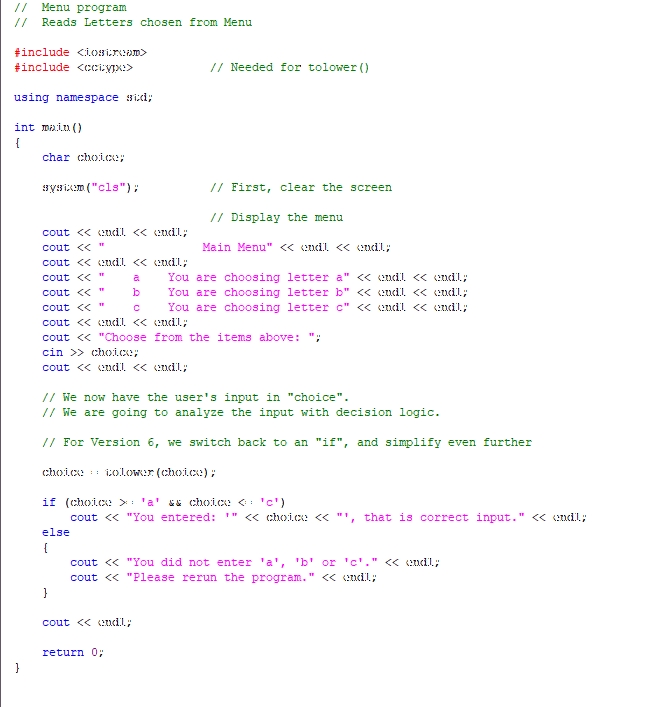 //  Menu program
//  Reads Letters chosen from Menu
#include <iostream>
#include <cctype>           // Needed for tolower()
using namespace std;
int main()
{
    char choice;
    system("cls");          // First, clear the screen
                            // Display the menu
    cout << endl << endl;
    cout << "              Main Menu" << endl << endl;
    cout << endl << endl;
    cout << "    a    You are choosing letter a" << endl << endl;
    cout << "    b    You are choosing letter b" << endl << endl;
    cout << "    c    You are choosing letter c" << endl << endl;
    cout << endl << endl;
    cout << "Choose from the items above: ";
    cin >> choice;
    cout << endl << endl;
    // We now have the user's input in "choice".
    // We are going to analyze the input with decision logic.
    // For Version 6, we switch back to an "if", and simplify even further
    choice = tolower(choice);
    if (choice >= 'a' && choice <= 'c')
        cout << "You entered: '" << choice << "', that is correct input." << endl;
    else
    {
        cout << "You did not enter 'a', 'b' or 'c'." << endl;
        cout << "Please rerun the program." << endl;
    }
    cout << endl;
    return 0;
}